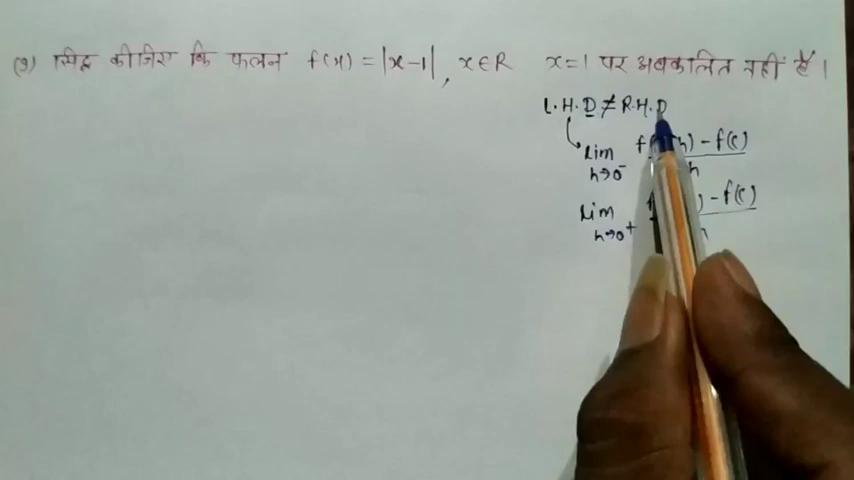 (9) सिद्ध कीजिए कि फलन f(x) = |x-1|, x∈R x=1 पर अवकलित नहीं है।
L.H.D ≠ R.H.D
lim h→0⁻ h) - f(c) h
lim h→0⁺ ) - f(c)